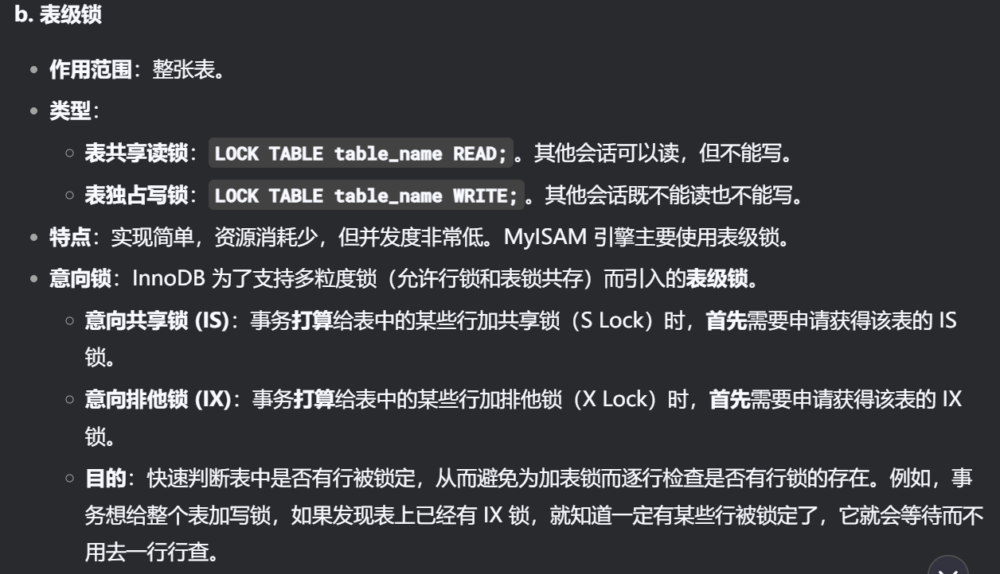 b. 表级锁
作用范围：整张表。
类型：
表共享读锁：LOCK TABLE table_name READ;。其他会话可以读，但不能写。
表独占写锁：LOCK TABLE table_name WRITE;。其他会话既不能读也不能写。
特点：实现简单，资源消耗少，但并发度非常低。MyISAM 引擎主要使用表级锁。
意向锁：InnoDB 为了支持多粒度锁（允许行锁和表锁共存）而引入的表级锁。
意向共享锁 (IS)：事务打算给表中的某些行加共享锁（S Lock）时，首先需要申请获得该表的 IS
锁。
意向排他锁 (IX)：事务打算给表中的某些行加排他锁（X Lock）时，首先需要申请获得该表的 IX
锁。
目的：快速判断表中是否有行被锁定，从而避免为加表锁而逐行检查是否有行锁的存在。例如，事
务想给整个表加写锁，如果发现表上已经有 IX 锁，就知道一定有某些行被锁定了，它就会等待而不
用去一行行查。